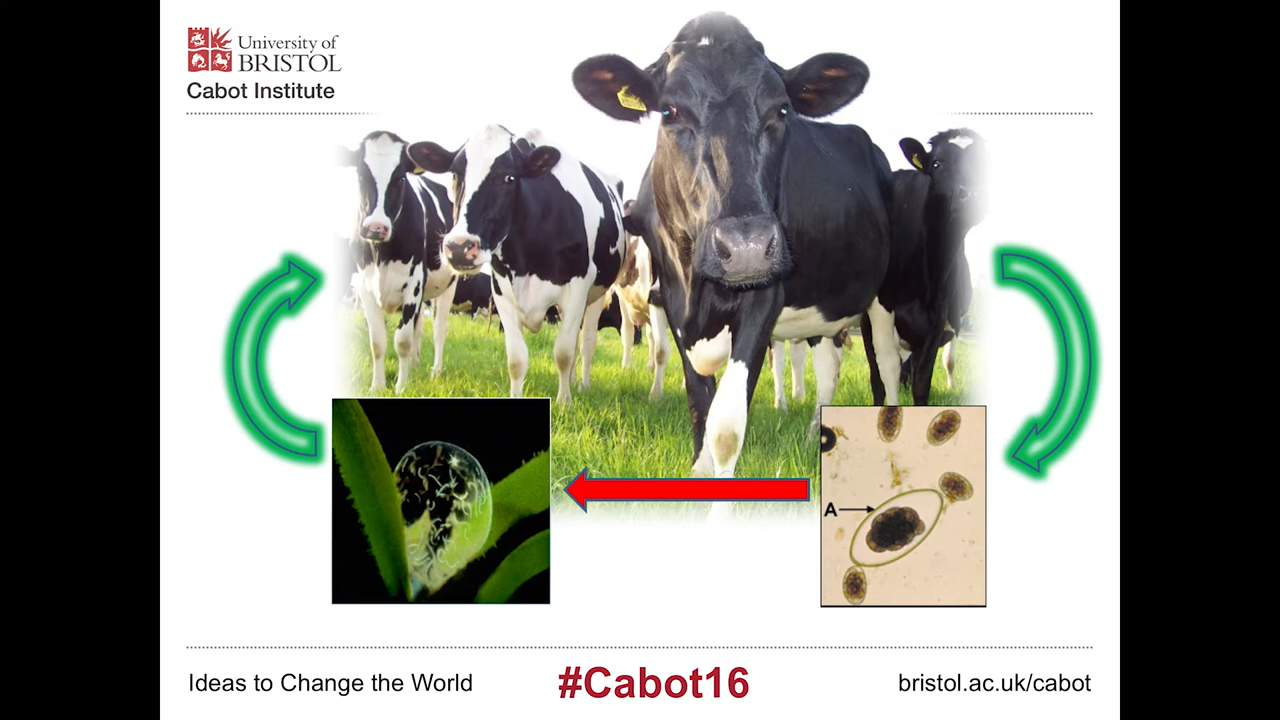 University of
BRISTOL
Cabot Institute
A
Ideas to Change the World
#Cabot16
bristol.ac.uk/cabot